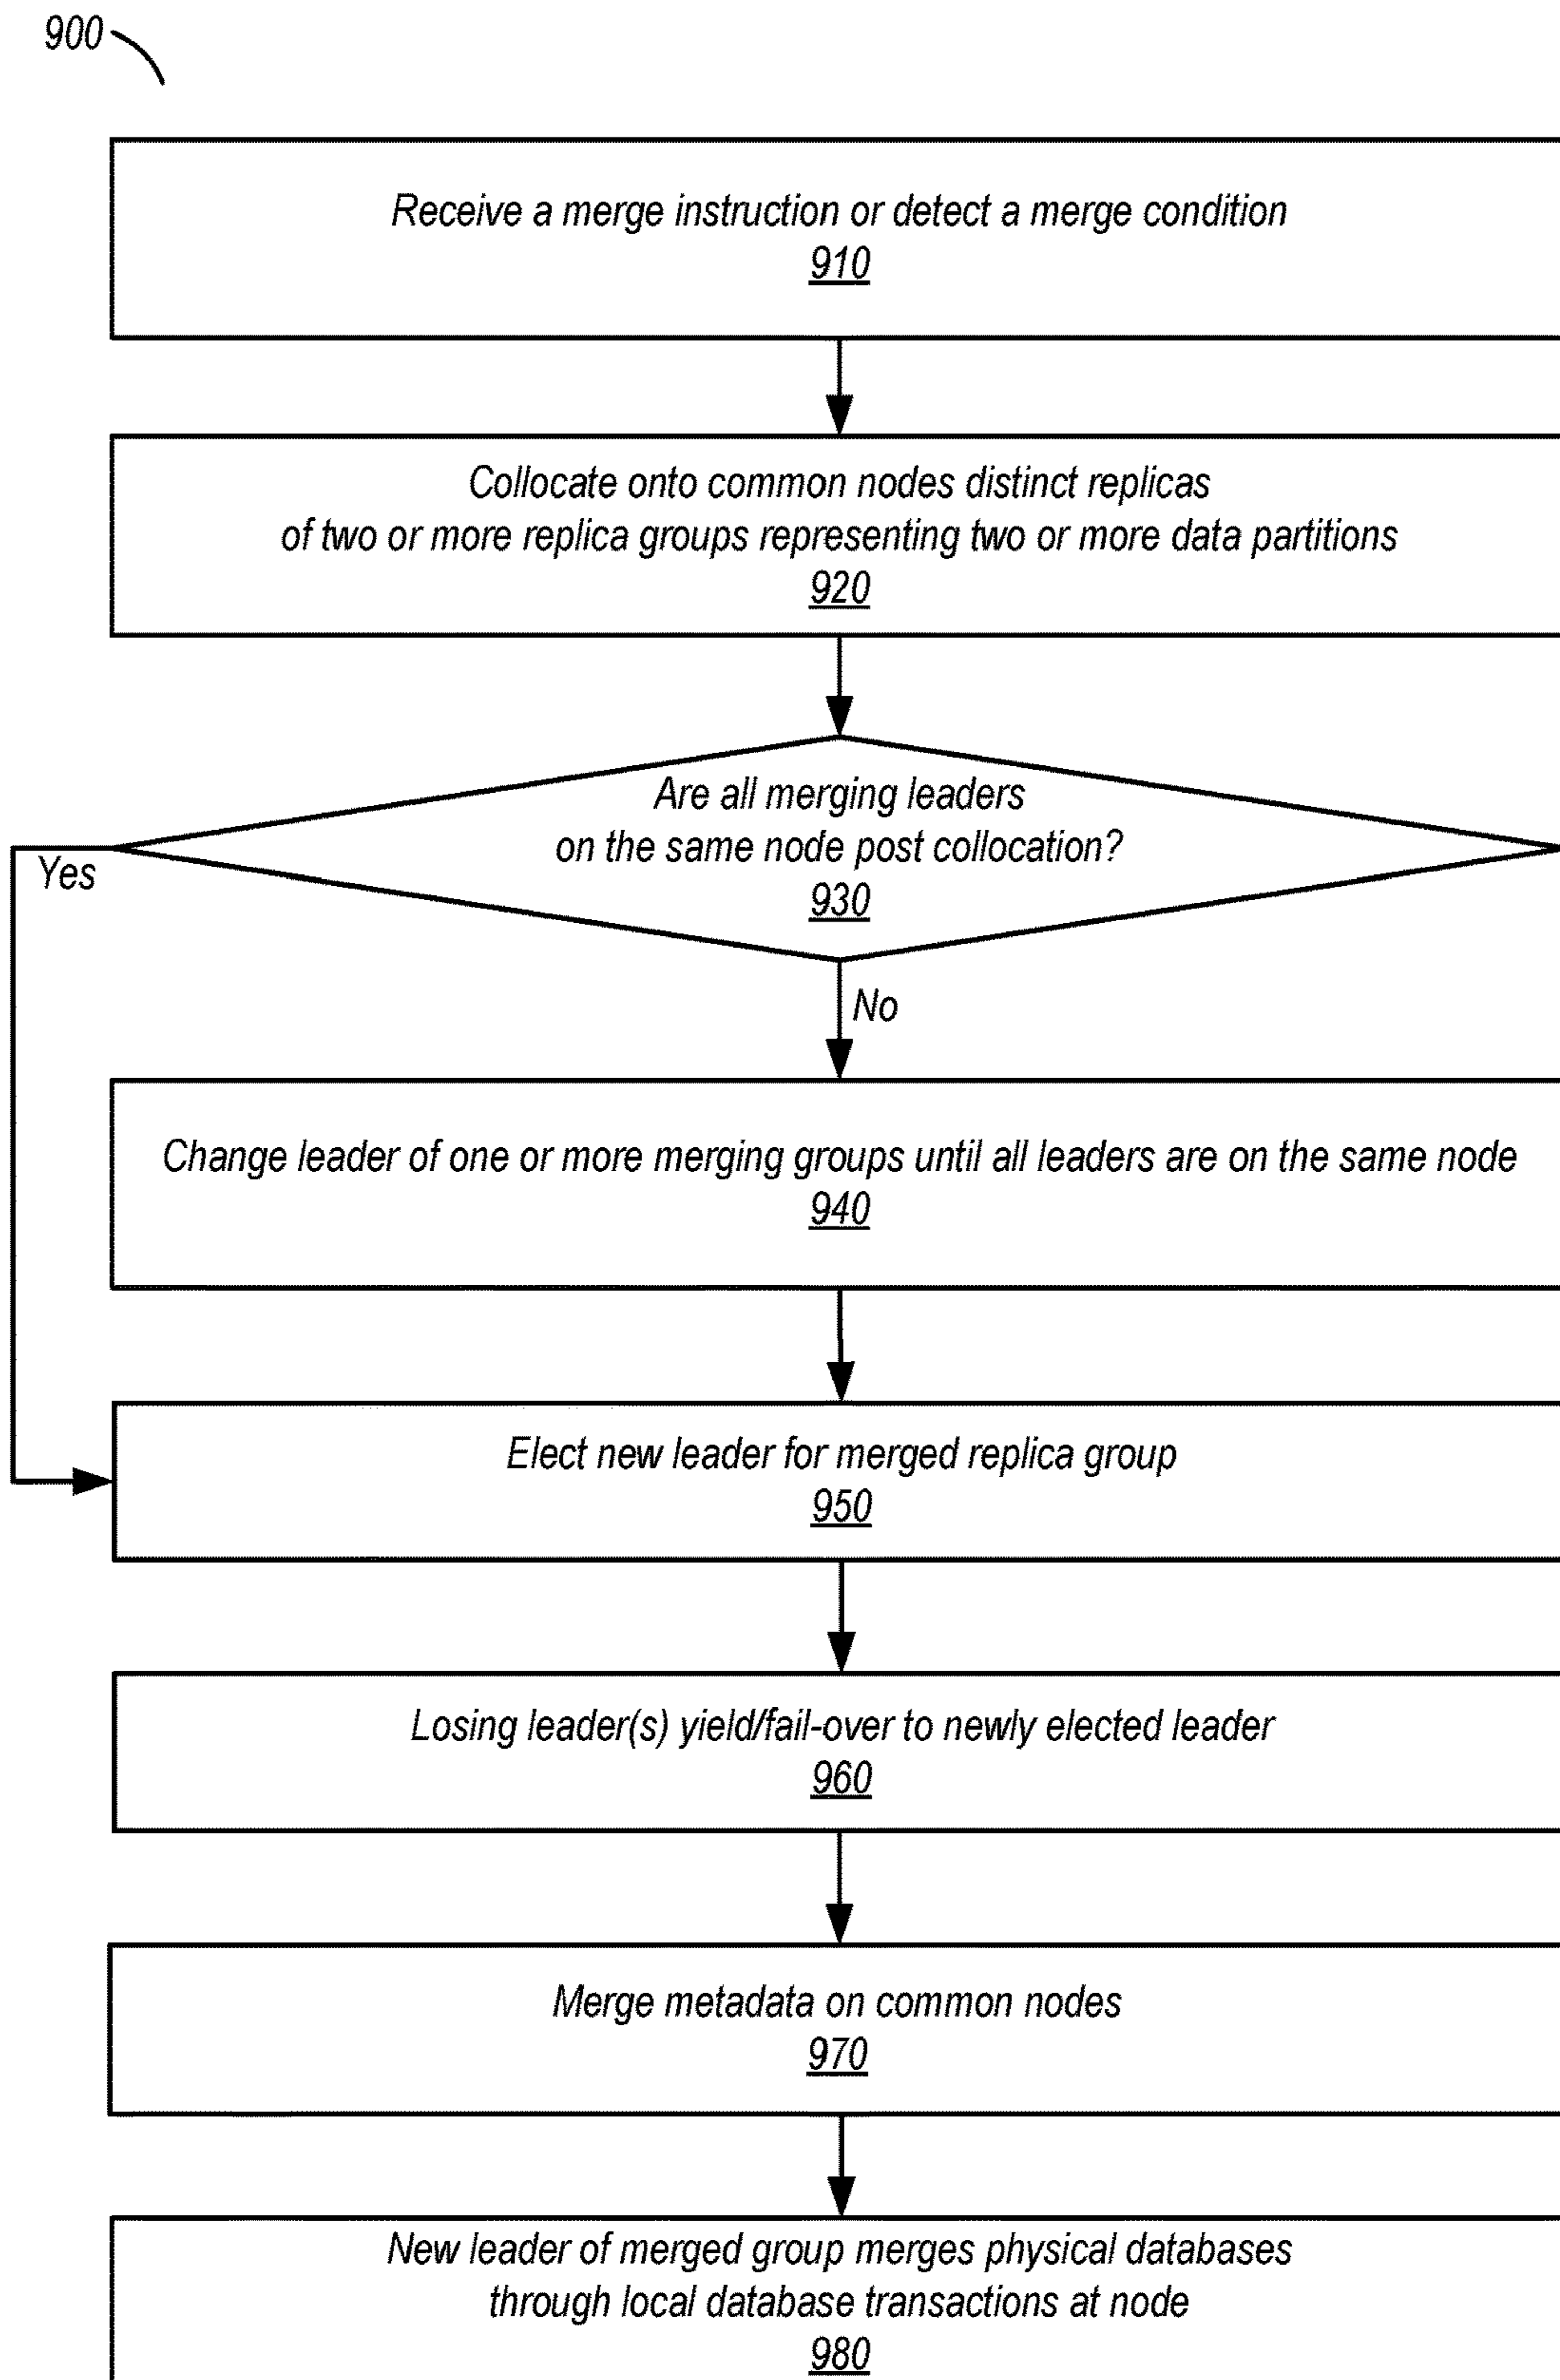 900
Receive a merge instruction or detect a merge condition
910
Collocate onto common nodes distinct replicas
of two or more replica groups representing two or more data partitions
920
Are all merging leaders
on the same node post collocation?
930
Yes
No
Change leader of one or more merging groups until all leaders are on the same node
940
Elect new leader for merged replica group
950
Losing leader(s) yield/fail-over to newly elected leader
960
Merge metadata on common nodes
970
New leader of merged group merges physical databases
through local database transactions at node
980